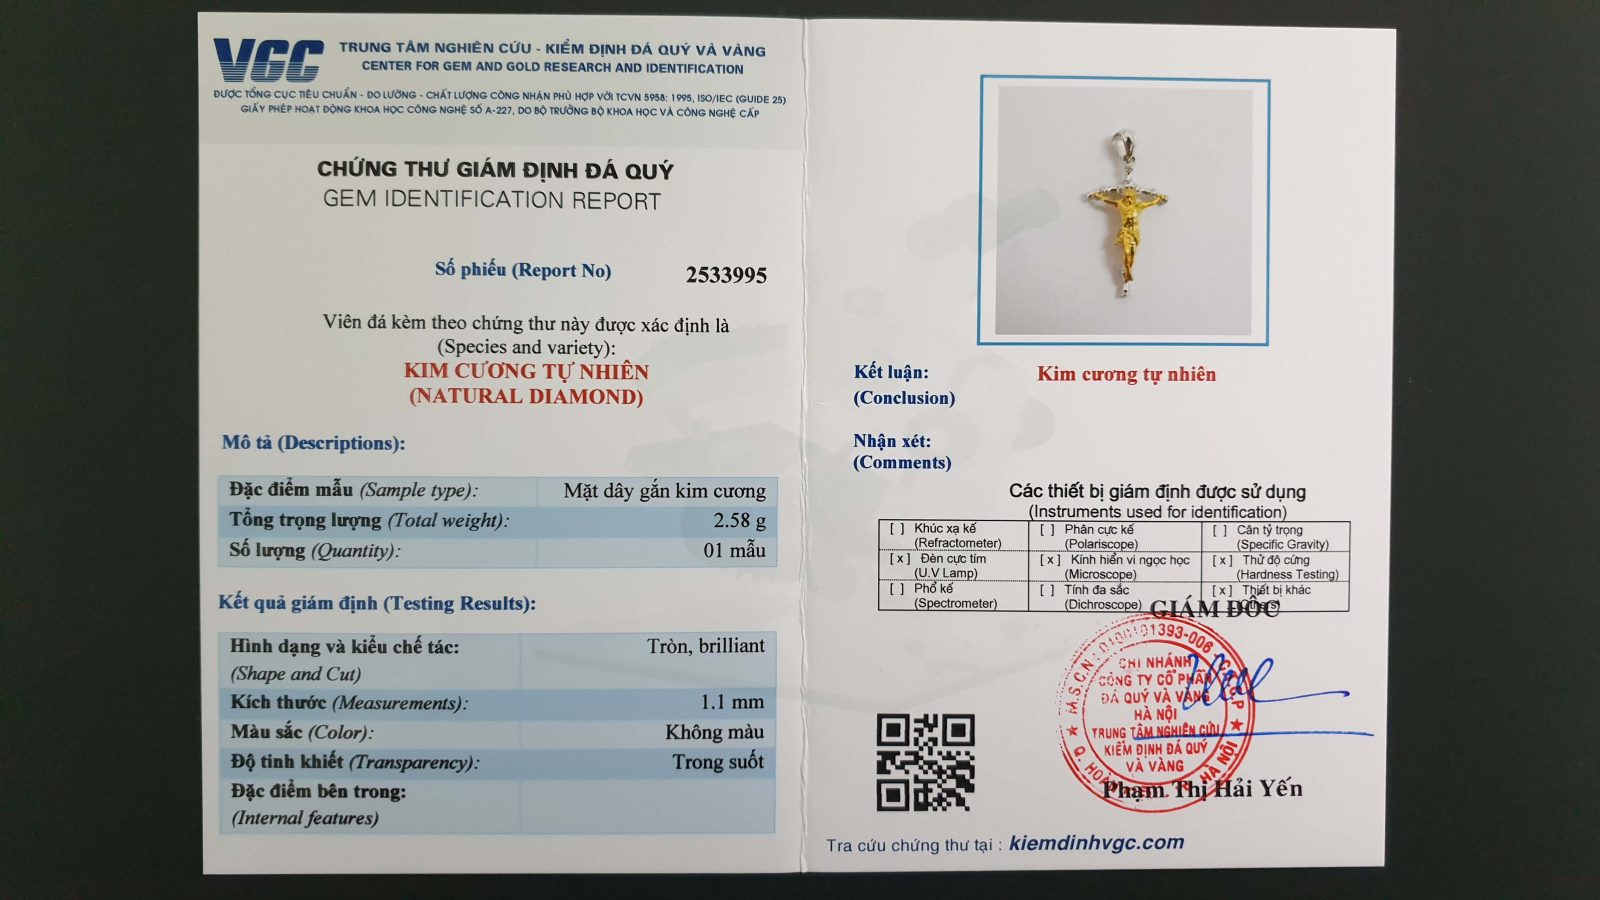 VGC
TRUNG TÂM NGHIÊN CỨU - KIỂM ĐỊNH ĐÁ QUÝ VÀ VÀNG
CENTER FOR GEM AND GOLD RESEARCH AND IDENTIFICATION
ĐƯỢC TỔNG CỤC TIÊU CHUẨN - ĐO LƯỜNG - CHẤT LƯỢNG CÔNG NHẬN PHÙ HỢP VỚI TCVN 5958: 1995, ISO/IEC (GUIDE 25)
GIẤY PHÉP HOẠT ĐỘNG KHOA HỌC CÔNG NGHỆ SỐ A-227, DO BỘ TRƯỞNG BỘ KHOA HỌC VÀ CÔNG NGHỆ CẤP
CHỨNG THƯ GIÁM ĐỊNH ĐÁ QUÝ
GEM IDENTIFICATION REPORT
Số phiếu (Report No) 2533995
Viên đá kèm theo chứng thư này được xác định là
(Species and variety):
KIM CƯƠNG TỰ NHIÊN
(NATURAL DIAMOND)
Mô tả (Descriptions):
Đặc điểm mẫu (Sample type): Mặt dây gắn kim cương
Tổng trọng lượng (Total weight): 2.58 g
Số lượng (Quantity): 01 mẫu
Kết quả giám định (Testing Results):
Hình dạng và kiểu chế tác: Tròn, brilliant
(Shape and Cut)
Kích thước (Measurements): 1.1 mm
Màu sắc (Color): Không màu
Độ tinh khiết (Transparency): Trong suốt
Đặc điểm bên trong:
(Internal features)
Kết luận: Kim cương tự nhiên
(Conclusion)
Nhận xét:
(Comments)
Các thiết bị giám định được sử dụng
(Instruments used for identification)
[ ] Khúc xạ kế [ ] Phân cực kế [ ] Cân tỷ trọng
(Refractometer) (Polariscope) (Specific Gravity)
[ x ] Đèn cực tím [ x ] Kính hiển vi ngọc học [ x ] Thử độ cứng
(U.V Lamp) (Microscope) (Hardness Testing)
[ ] Phổ kế [ ] Tính đa sắc [ x ] Thiết bị khác
(Spectrometer) (Dichroscope) (Others)
GIÁM ĐỐC
CHI NHÁNH
CÔNG TY CỔ PHẦN
ĐÁ QUÝ VÀ VÀNG
HÀ NỘI
TRUNG TÂM NGHIÊN CỨU
KIỂM ĐỊNH ĐÁ QUÝ
VÀ VÀNG
Phạm Thị Hải Yến
Tra cứu chứng thư tại : kiemdinhvgc.com